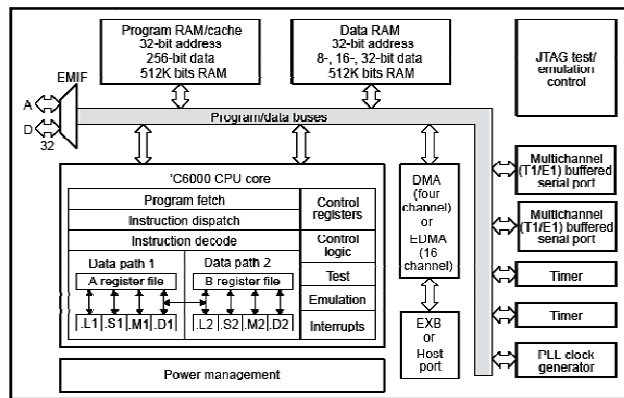 Program RAM/cache
32-bit address
256-bit data
512K bits RAM
Data RAM
32-bit address
8-, 16-, 32-bit data
512K bits RAM
JTAG test/
emulation
control
EMIF
A
D
32
Program/data buses
'C6000 CPU core
Program fetch
Instruction dispatch
Instruction decode
Data path 1
A register file
.L1 .S1 .M1 .D1
Data path 2
B register file
.L2 .S2 .M2 .D2
Control
registers
Control
logic
Test
Emulation
Interrupts
DMA
(four
channel)
or
EDMA
(16
channel)
EXB
or
Host
port
Multichannel
(T1/E1) buffered
serial port
Multichannel
(T1/E1) buffered
serial port
Timer
Timer
PLL clock
generator
Power management